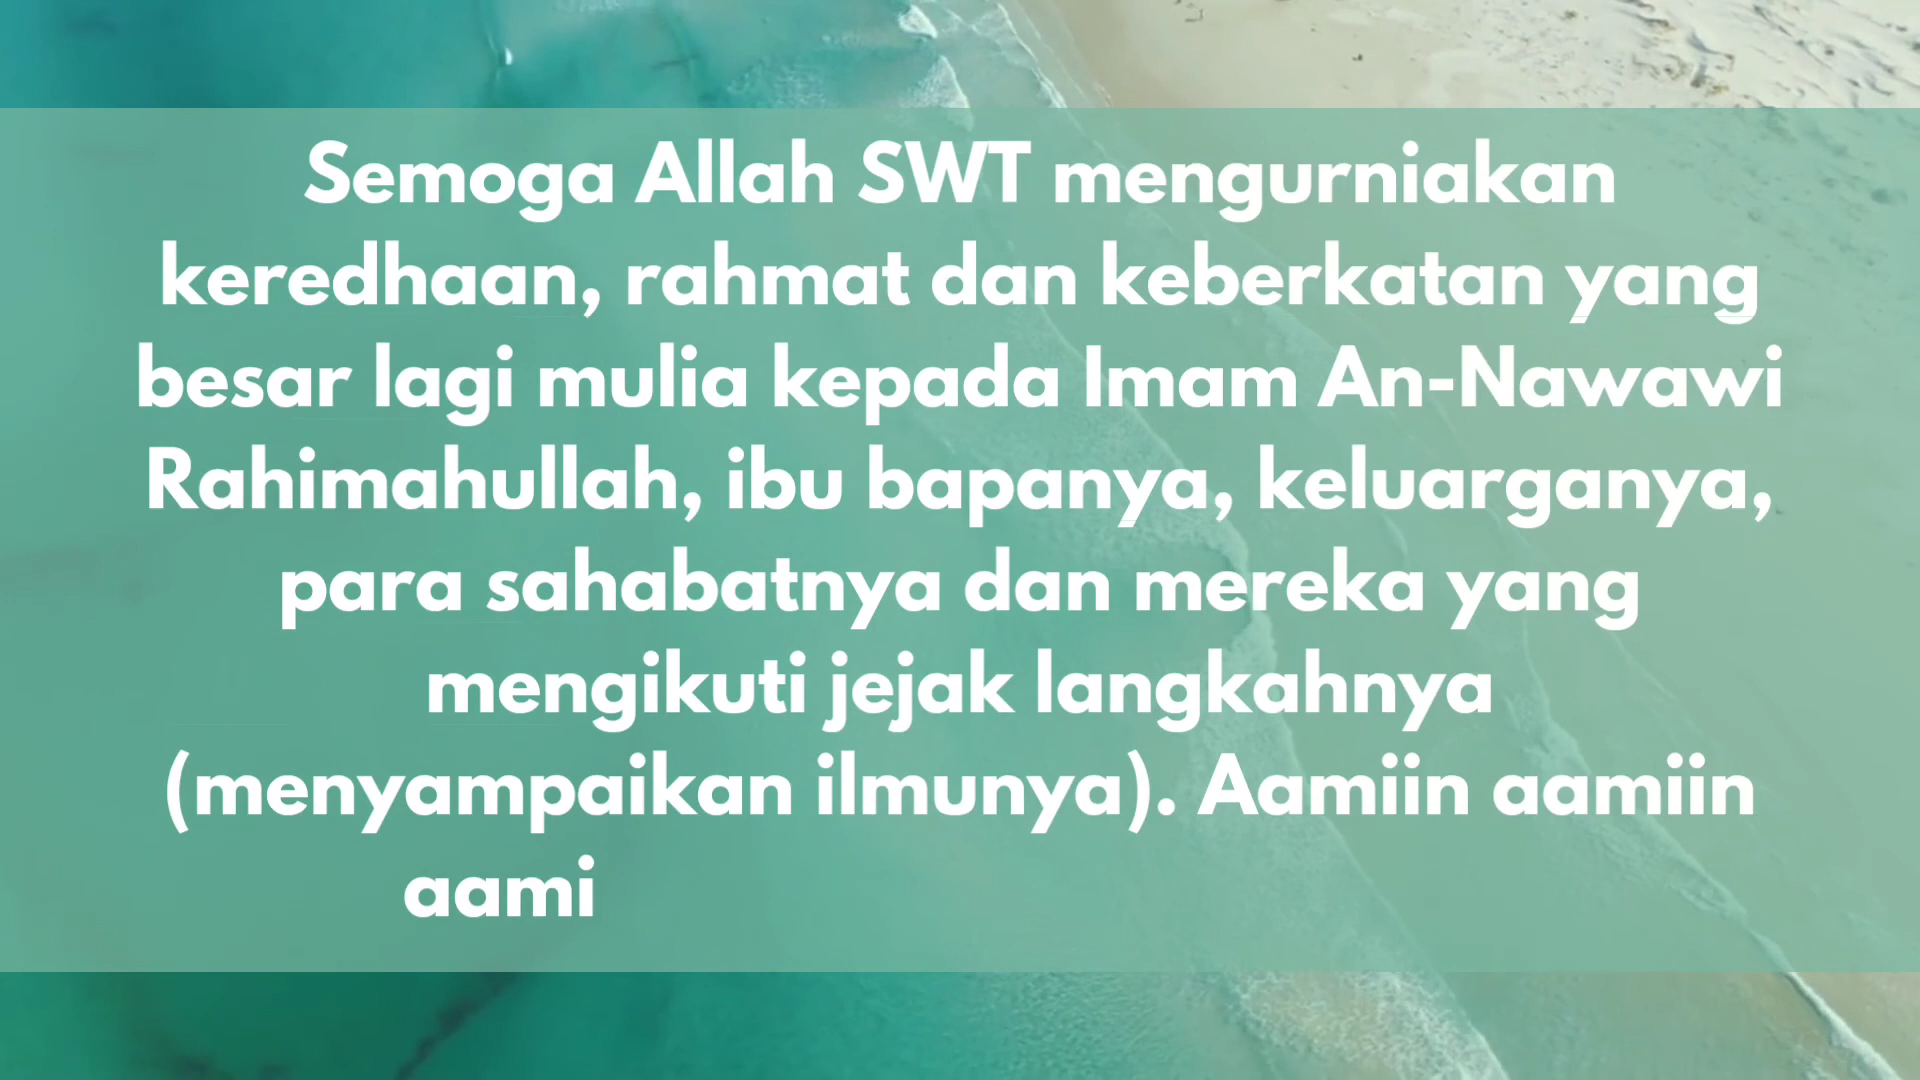 Semoga Allah SWT mengurniakan
keredhaan, rahmat dan keberkatan yang
besar lagi mulia kepada Imam An-Nawawi
Rahimahullah, ibu bapanya, keluarganya,
para sahabatnya dan mereka yang
mengikuti jejak langkahnya
(menyampaikan ilmunya). Aamiin aamiin
aami